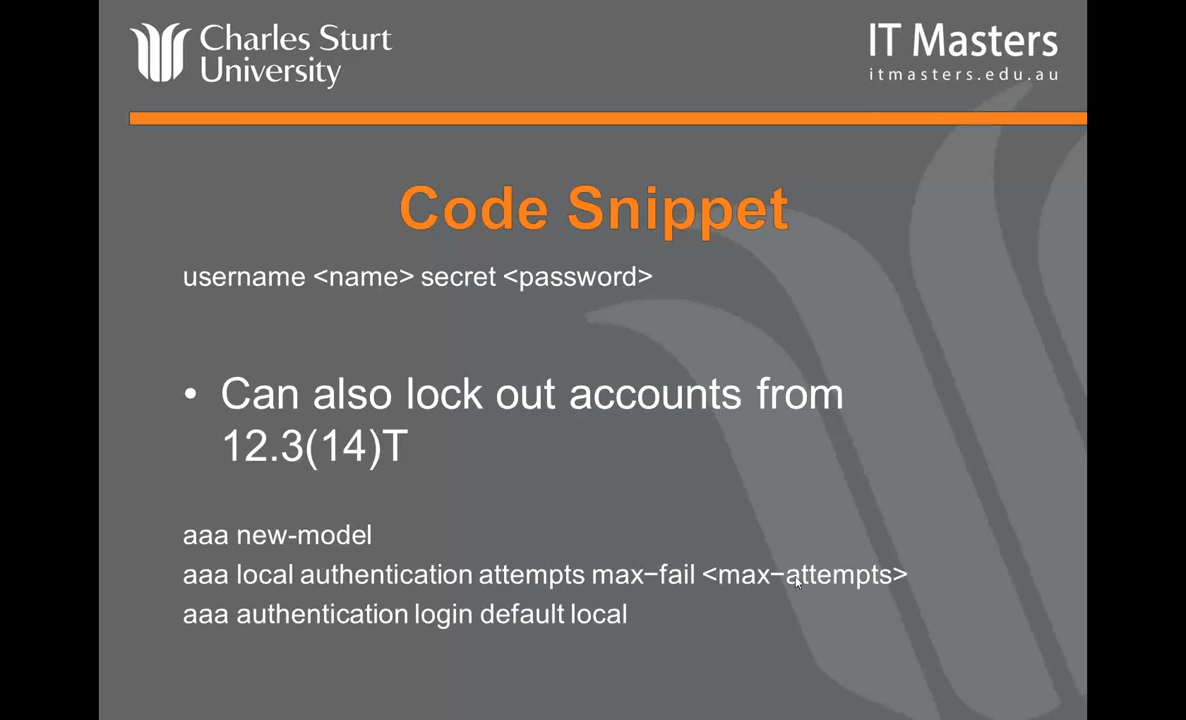 Charles Sturt
University
IT Masters
itmasters.edu.au
Code Snippet
username <name> secret <password>
• Can also lock out accounts from
12.3(14)T
aaa new-model
aaa local authentication attempts max−fail <max−attempts>
aaa authentication login default local